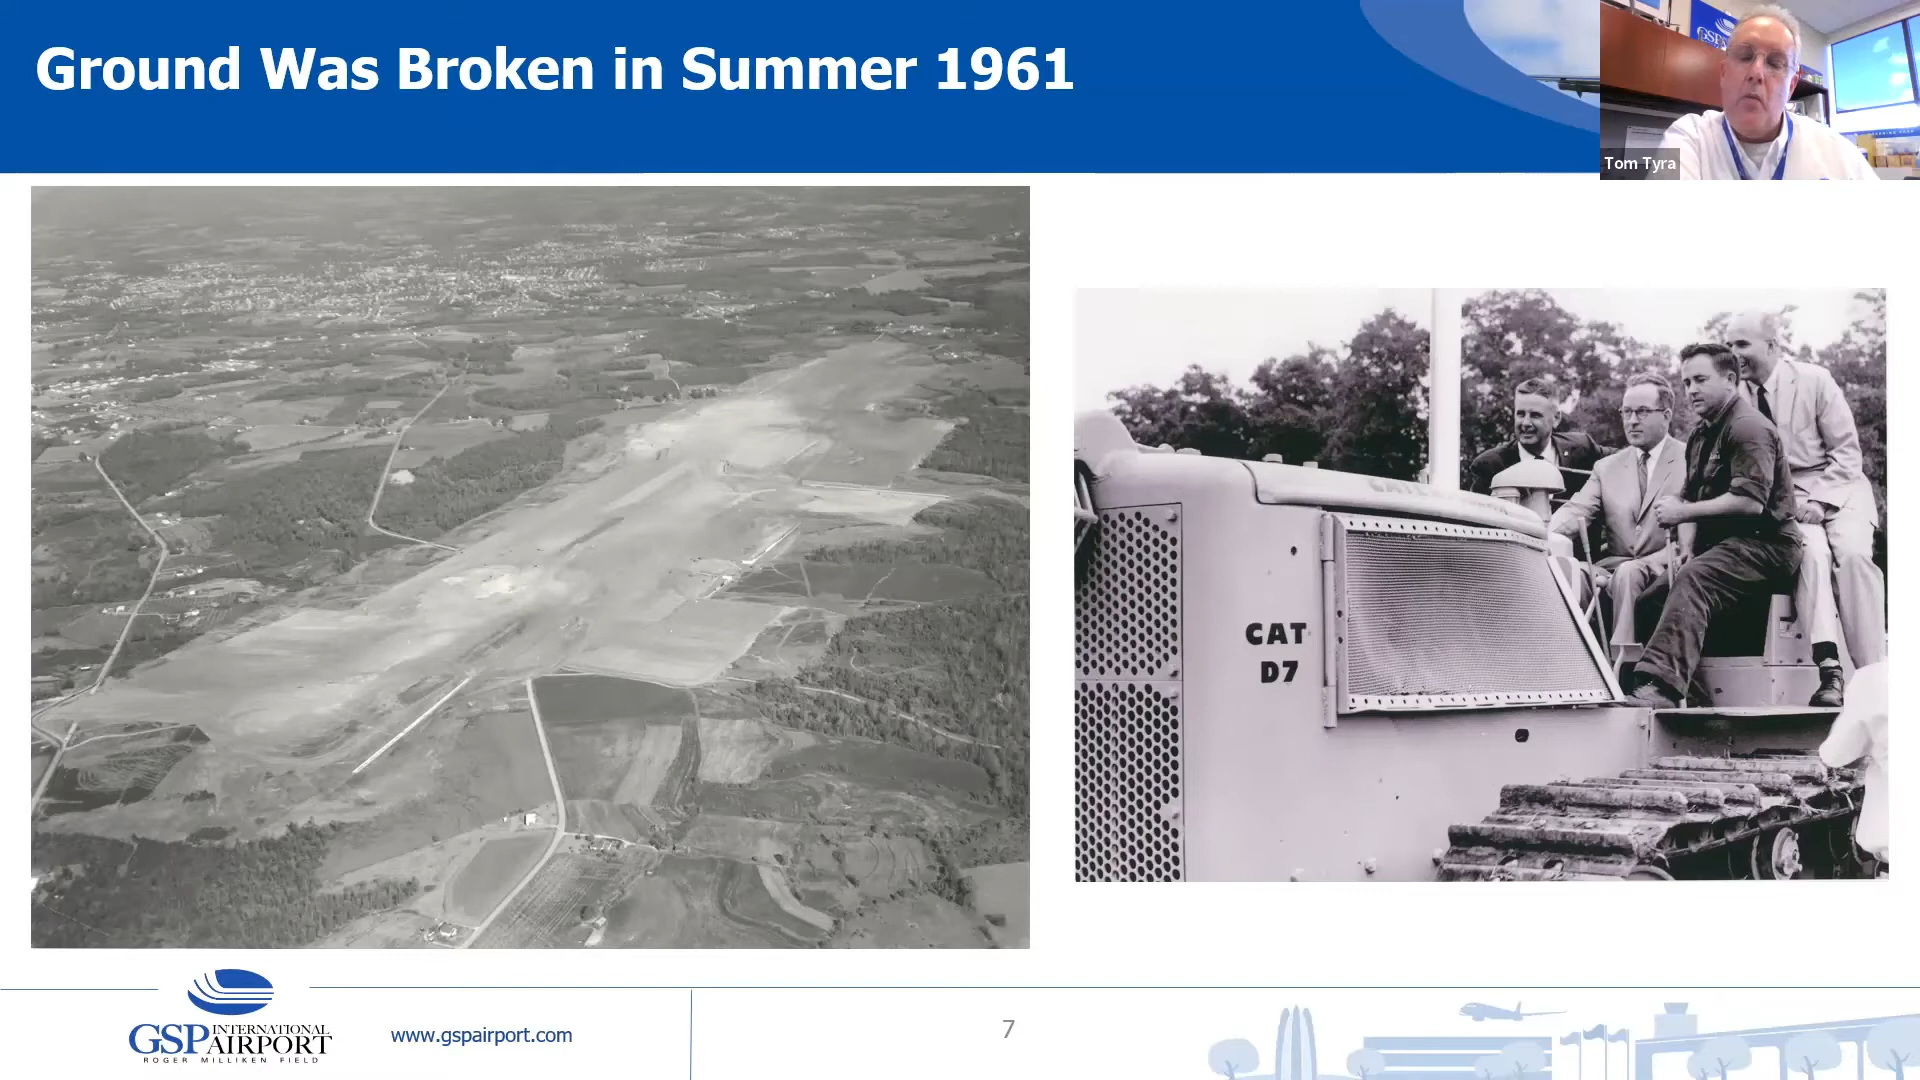 Ground Was Broken in Summer 1961
GSP
Tom Tyra
CAT
D7
GSP INTERNATIONAL
AIRPORT
ROGER MILLIKEN FIELD
www.gspairport.com
7